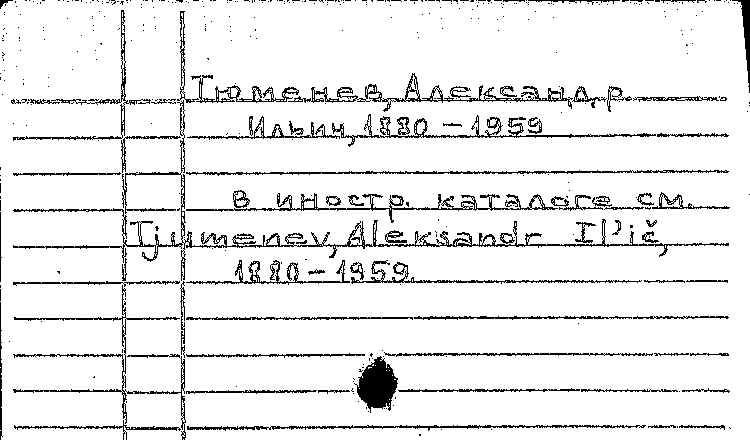 Тюменев, Александр
Ильич, 1880 – 1959
в иностр. каталоге см.
Tjumenev, Aleksandr Il'ič,
1880 – 1959.